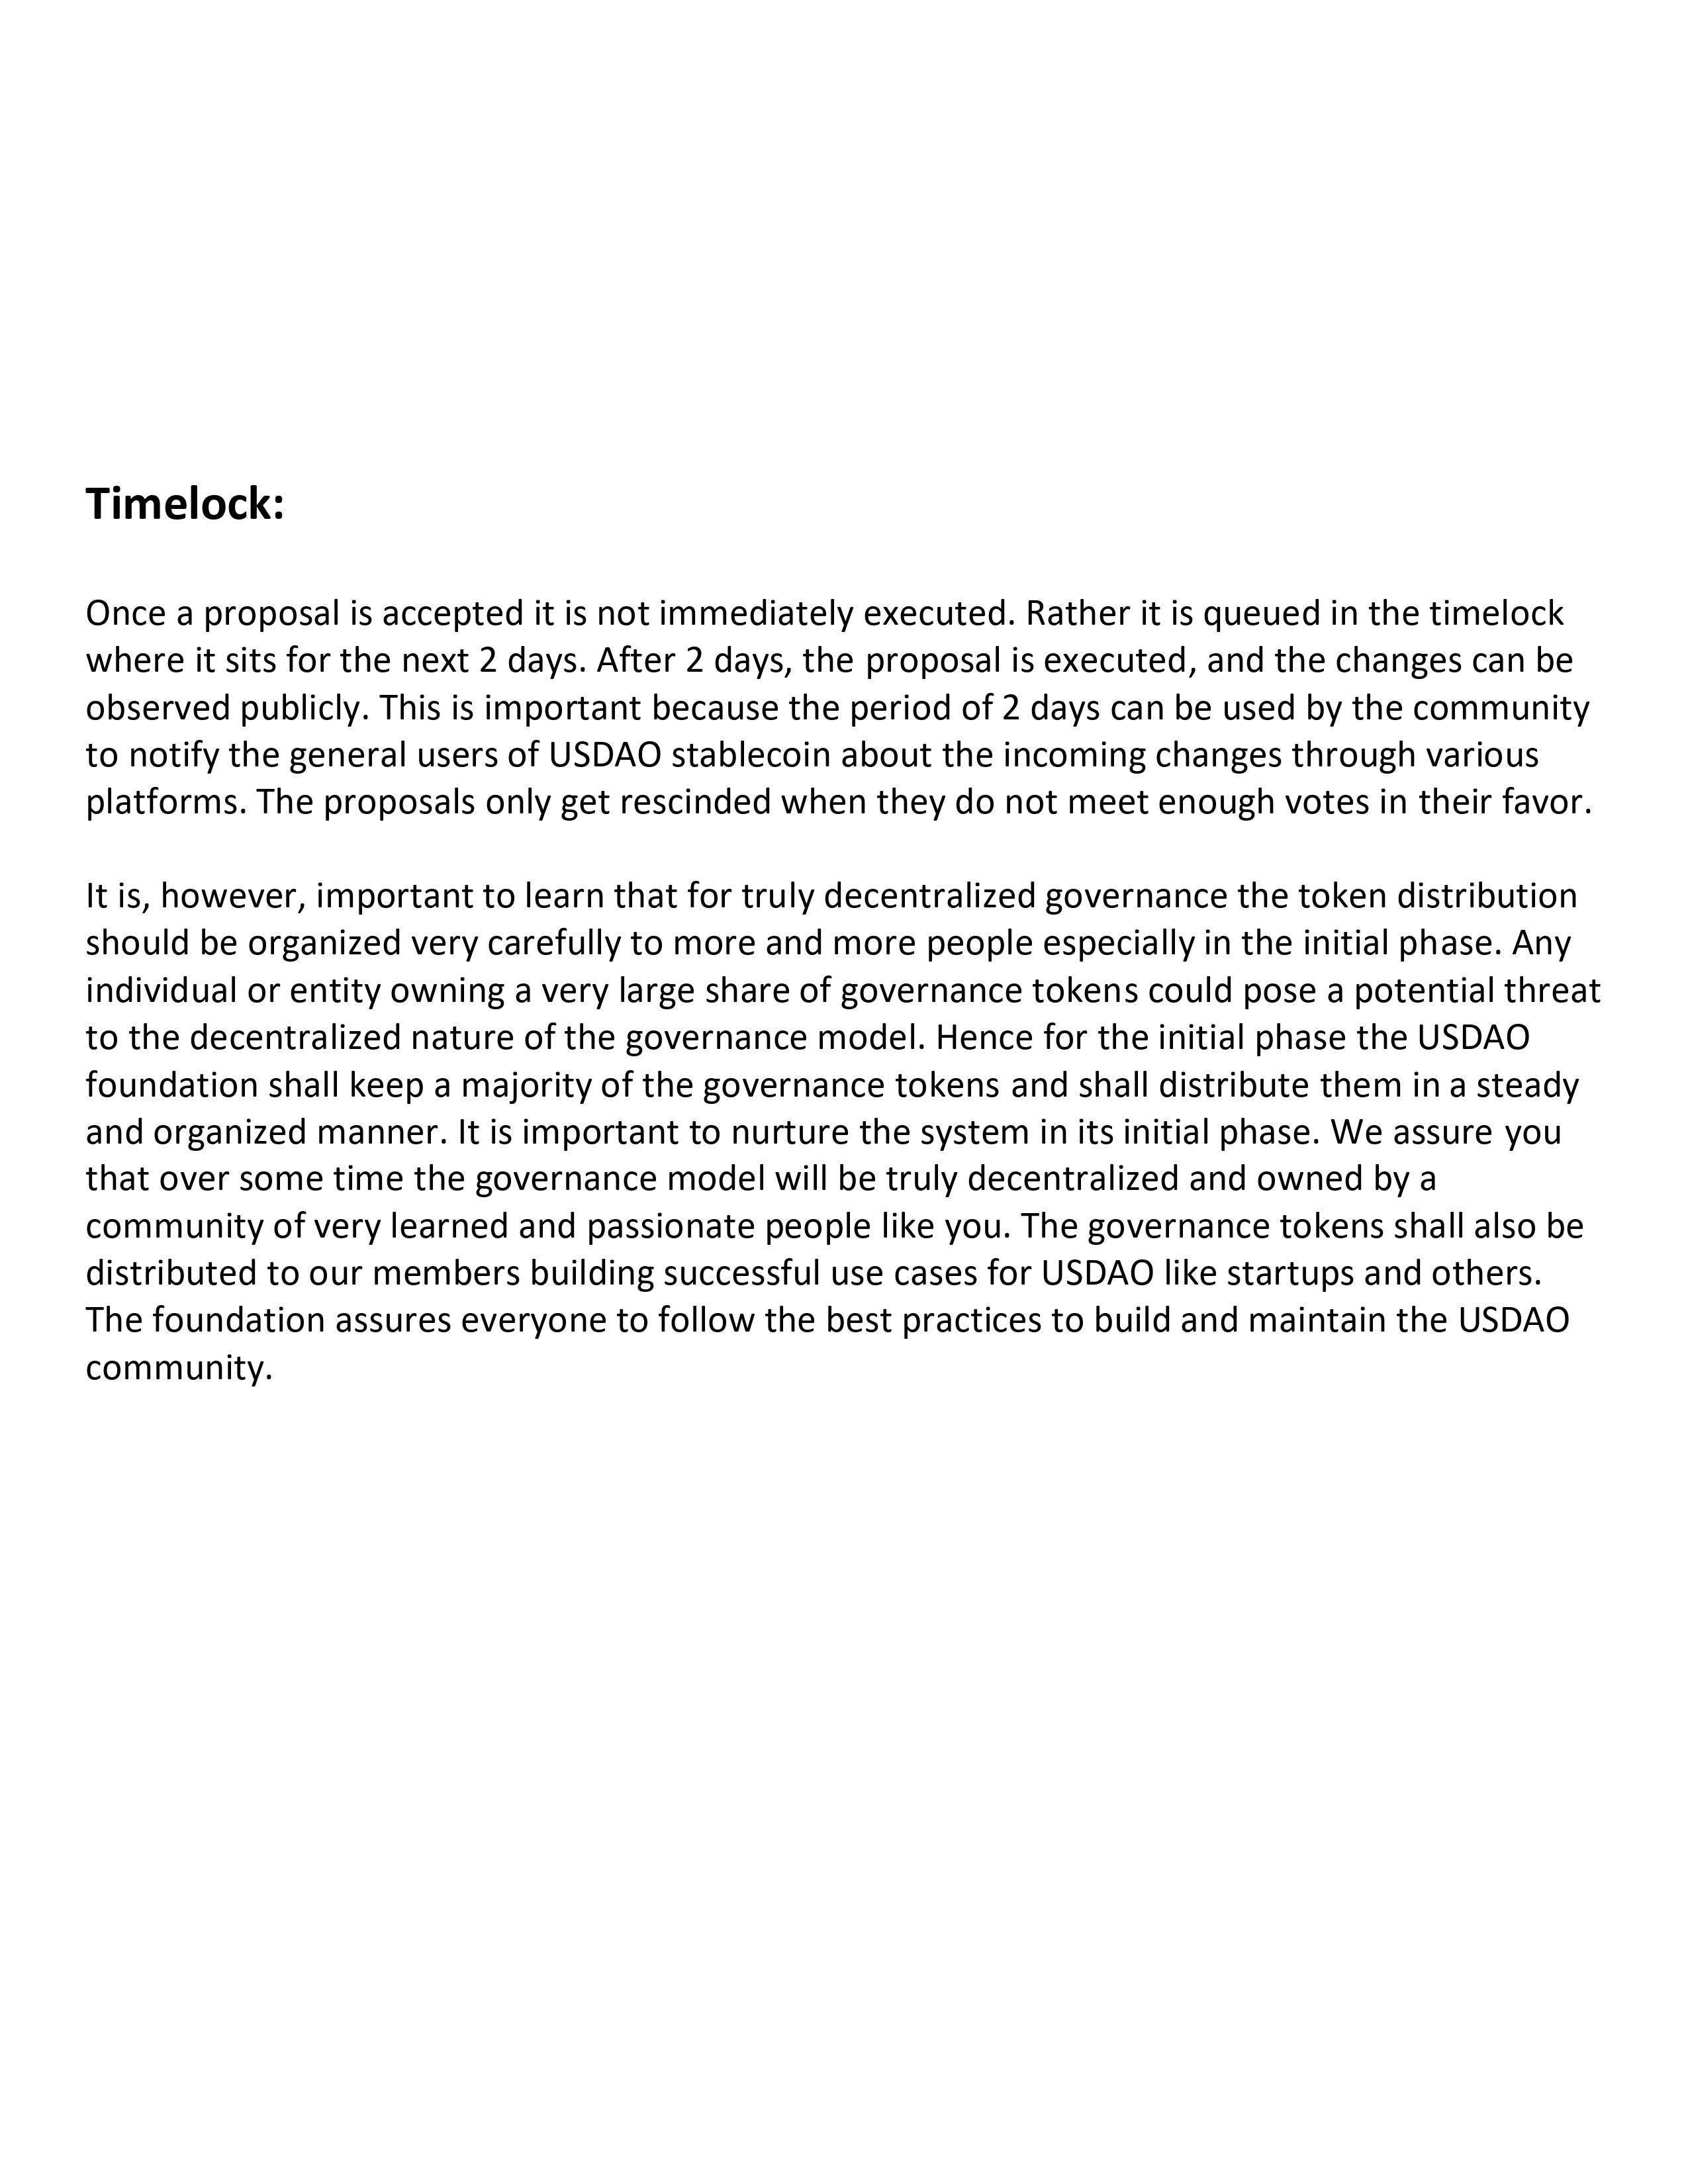 Timelock:
Once a proposal is accepted it is not immediately executed. Rather it is queued in the timelock
where it sits for the next 2 days. After 2 days, the proposal is executed, and the changes can be
observed publicly. This is important because the period of 2 days can be used by the community
to notify the general users of USDAO stablecoin about the incoming changes through various
platforms. The proposals only get rescinded when they do not meet enough votes in their favor.
It is, however, important to learn that for truly decentralized governance the token distribution
should be organized very carefully to more and more people especially in the initial phase. Any
individual or entity owning a very large share of governance tokens could pose a potential threat
to the decentralized nature of the governance model. Hence for the initial phase the USDAO
foundation shall keep a majority of the governance tokens and shall distribute them in a steady
and organized manner. It is important to nurture the system in its initial phase. We assure you
that over some time the governance model will be truly decentralized and owned by a
community of very learned and passionate people like you. The governance tokens shall also be
distributed to our members building successful use cases for USDAO like startups and others.
The foundation assures everyone to follow the best practices to build and maintain the USDAO
community.